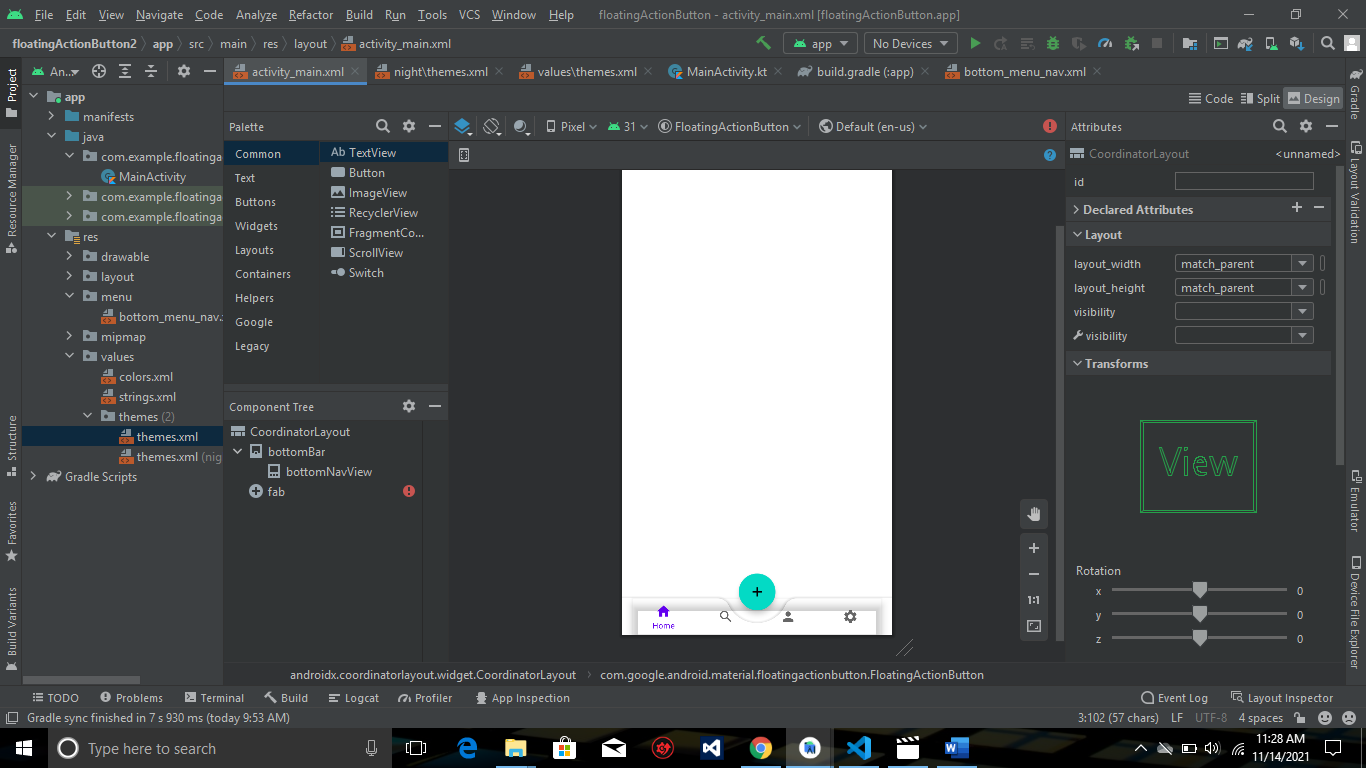 File Edit View Navigate Code Analyze Refactor Build Run Tools VCS Window Help floatingActionButton - activity_main.xml [floatingActionButton.app]
floatingActionButton2 app src main res layout activity_main.xml app No Devices
An... activity_main.xml night\themes.xml values\themes.xml MainActivity.kt build.gradle (:app) bottom_menu_nav.xml
Code Split Design
Project
Resource Manager
Structure
Favorites
Build Variants
app
manifests
java
com.example.floatinga
MainActivity
com.example.floatinga
com.example.floatinga
res
drawable
layout
menu
bottom_menu_nav.
mipmap
values
colors.xml
strings.xml
themes (2)
themes.xml
themes.xml (nig
Gradle Scripts
Palette
Common
Text
Buttons
Widgets
Layouts
Containers
Helpers
Google
Legacy
Ab TextView
Button
ImageView
RecyclerView
FragmentCo...
ScrollView
Switch
Component Tree
CoordinatorLayout
bottomBar
bottomNavView
fab
Pixel 31 FloatingActionButton Default (en-us)
Home
1:1
Attributes
CoordinatorLayout <unnamed>
id
Declared Attributes
Layout
layout_width match_parent
layout_height match_parent
visibility
visibility
Transforms
View
Rotation
x 0
y 0
z 0
Gradle
Layout Validation
Emulator
Device File Explorer
androidx.coordinatorlayout.widget.CoordinatorLayout com.google.android.material.floatingactionbutton.FloatingActionButton
TODO Problems Terminal Build Logcat Profiler App Inspection Event Log Layout Inspector
Gradle sync finished in 7 s 930 ms (today 9:53 AM) 3:102 (57 chars) LF UTF-8 4 spaces
Type here to search
11:28 AM
11/14/2021